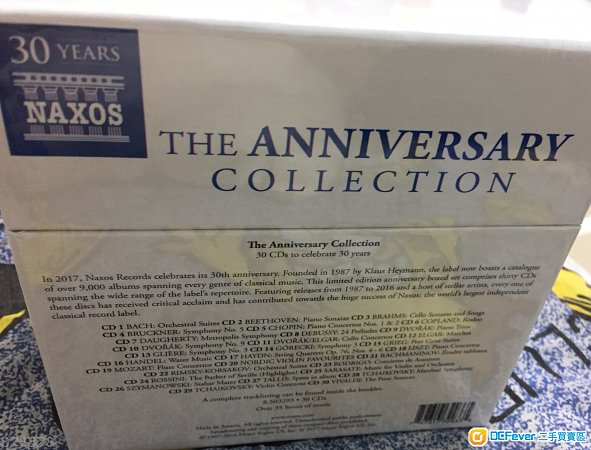 30 YEARS
NAXOS
THE ANNIVERSARY
COLLECTION
The Anniversary Collection
30 CDs to celebrate 30 years
In 2017, Naxos Records celebrates its 30th anniversary. Founded in 1987 by Klaus Heymann, the label now boasts a catalogue
of over 9,000 albums spanning every genre of classical music. This limited edition anniversary boxed set comprises thirty CDs
spanning the wide range of the label's repertoire. Featuring releases from 1987 to 2016 and a host of stellar artists, every one of
these discs has received critical acclaim and has contributed towards the huge success of Naxos: the world's largest independent
classical record label.
CD 1 BACH: Orchestral Suites CD 2 BEETHOVEN: Piano Sonatas CD 3 BRAHMS: Cello Sonatas and Songs
CD 4 BRUCKNER: Symphony No. 5 CD 5 CHOPIN: Piano Concertos Nos. 1 & 2 CD 6 COPLAND: Rodeo
CD 7 DAUGHERTY: Metropolis Symphony CD 8 DEBUSSY: 24 Préludes CD 9 DVOŘÁK: Piano Trios
CD 10 DVOŘÁK: Symphony No. 9 CD 11 DVOŘÁK/ELGAR: Cello Concertos CD 12 ELGAR: Marches
CD 13 GLIÈRE: Symphony No. 3 CD 14 GÓRECKI: Symphony No. 3 CD 15 GRIEG: Peer Gynt Suites
CD 16 HANDEL: Water Music CD 17 HAYDN: String Quartets Op. 76, Nos. CD 18 LISZT: Piano Concertos
CD 19 MOZART: Flute Concertos CD 20 NORDIC VIOLIN FAVOURITES CD 21 RACHMANINOV: Études-tableaux
CD 22 RIMSKY-KORSAKOV: Orchestral Suites CD 23 RODRIGO: Concierto de Aranjuez
CD 24 ROSSINI: The Barber of Seville (Highlights) CD 25 SARASATE: Music for Violin and Orchestra
CD 26 SZYMANOWSKI: Stabat Mater CD 27 TALLIS: Spem in alium CD 28 TCHAIKOVSKY: Manfred Symphony
CD 29 TCHAIKOVSKY: Violin Concerto CD 30 VIVALDI: The Four Seasons
A complete tracklisting can be found inside the booklet.
8.503293 • 30 CDs
Over 35 hours of music
www.naxos.com
DCFever 二手買賣區